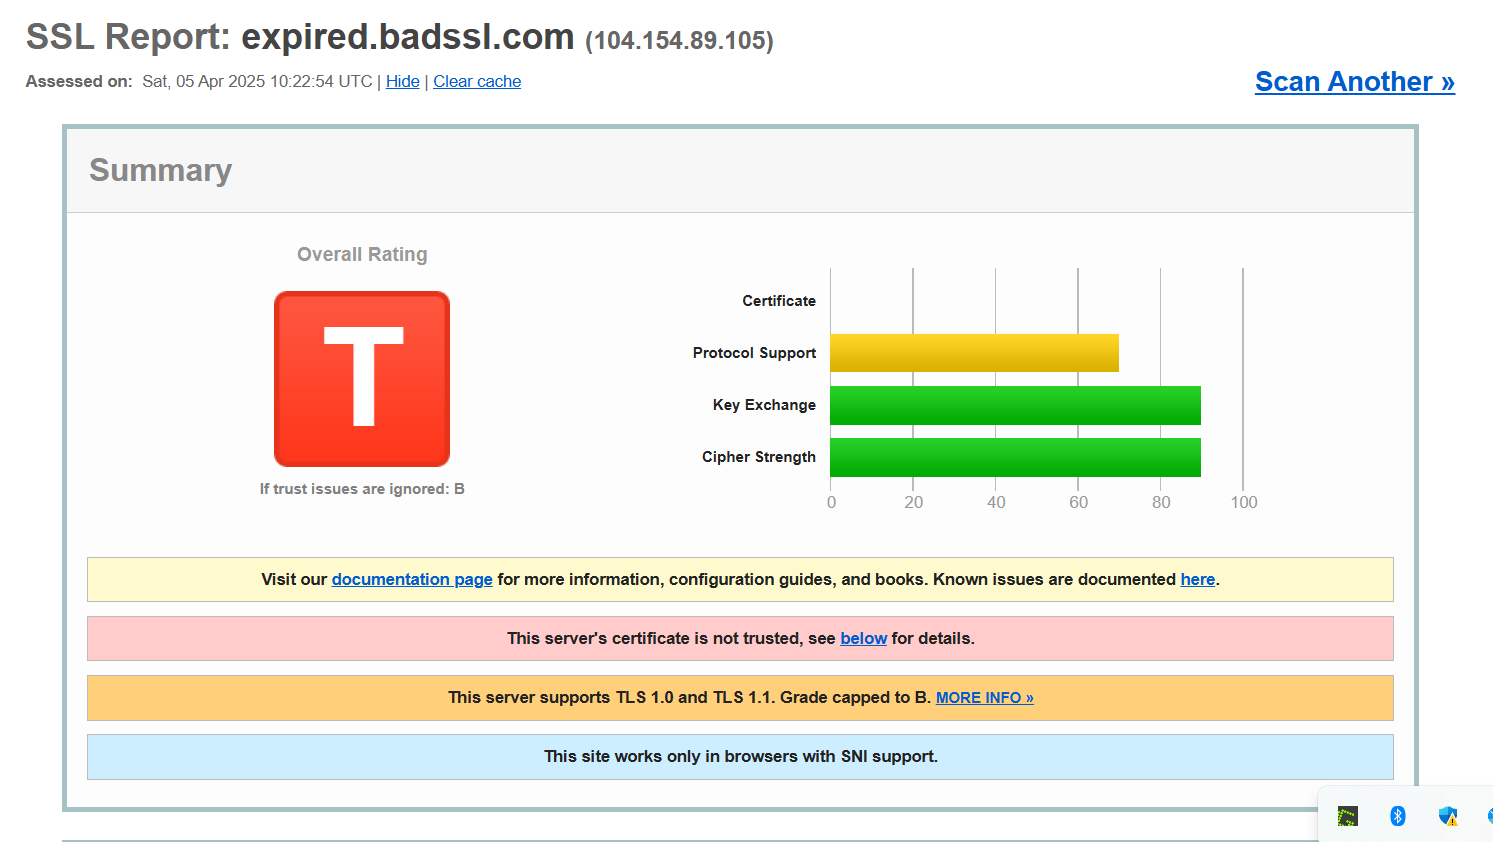 SSL Report: expired.badssl.com (104.154.89.105)
Assessed on: Sat, 05 Apr 2025 10:22:54 UTC | Hide | Clear cache
Scan Another »
Summary
Overall Rating
T
If trust issues are ignored: B
Certificate
Protocol Support
Key Exchange
Cipher Strength
0 20 40 60 80 100
Visit our documentation page for more information, configuration guides, and books. Known issues are documented here.
This server's certificate is not trusted, see below for details.
This server supports TLS 1.0 and TLS 1.1. Grade capped to B. MORE INFO »
This site works only in browsers with SNI support.